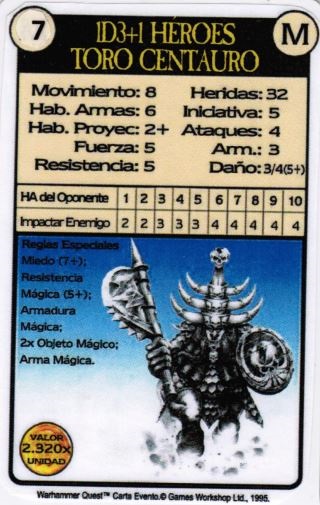 7
1D3+1 HÉROES
TORO CENTAURO
M
Movimiento: 8 Heridas: 32
Hab. Armas: 6 Iniciativa: 5
Hab. Proyec: 2+ Ataques: 4
Fuerza: 5 Arm.: 3
Resistencia: 5 Daño: 3/4(5+)
HA del Oponente 1 2 3 4 5 6 7 8 9 10
Impactar Enemigo 2 2 3 3 3 4 4 4 4 4
Reglas Especiales
Miedo (7+);
Resistencia
Mágica (5+);
Armadura
Mágica;
2x Objeto Mágico;
Arma Mágica.
VALOR
2.320x
UNIDAD
Warhammer Quest™ Carta Evento.© Games Workshop Ltd., 1995.